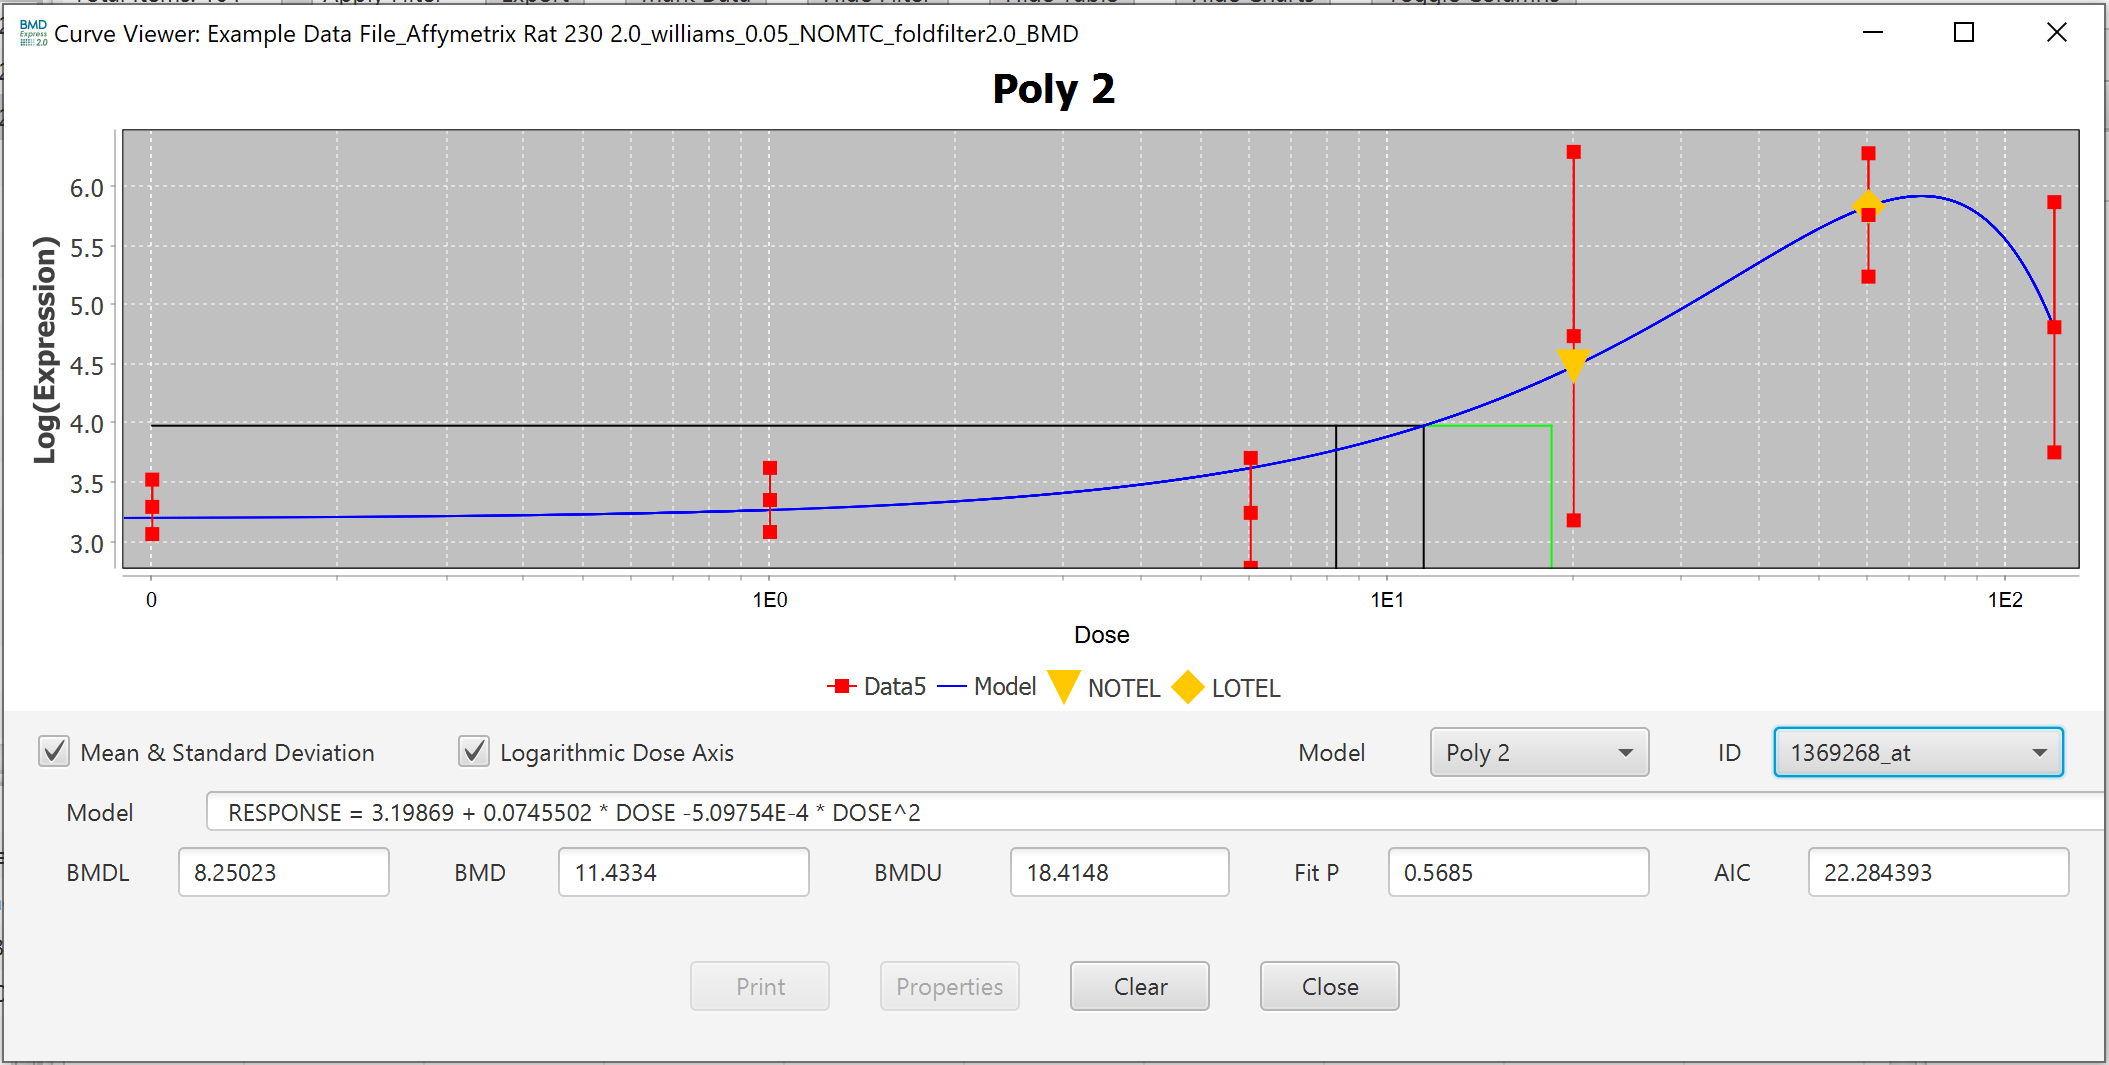 BMD
Express
2.0
Curve Viewer: Example Data File_Affymetrix Rat 230 2.0_williams_0.05_NOMTC_foldfilter2.0_BMD
Poly 2
Log(Expression)
6.0
5.5
5.0
4.5
4.0
3.5
3.0
0 1E0 1E1 1E2
Dose
Data5 Model NOTEL LOTEL
Mean & Standard Deviation Logarithmic Dose Axis Model Poly 2 ID 1369268_at
Model RESPONSE = 3.19869 + 0.0745502 * DOSE -5.09754E-4 * DOSE^2
BMDL 8.25023 BMD 11.4334 BMDU 18.4148 Fit P 0.5685 AIC 22.284393
Print Properties Clear Close